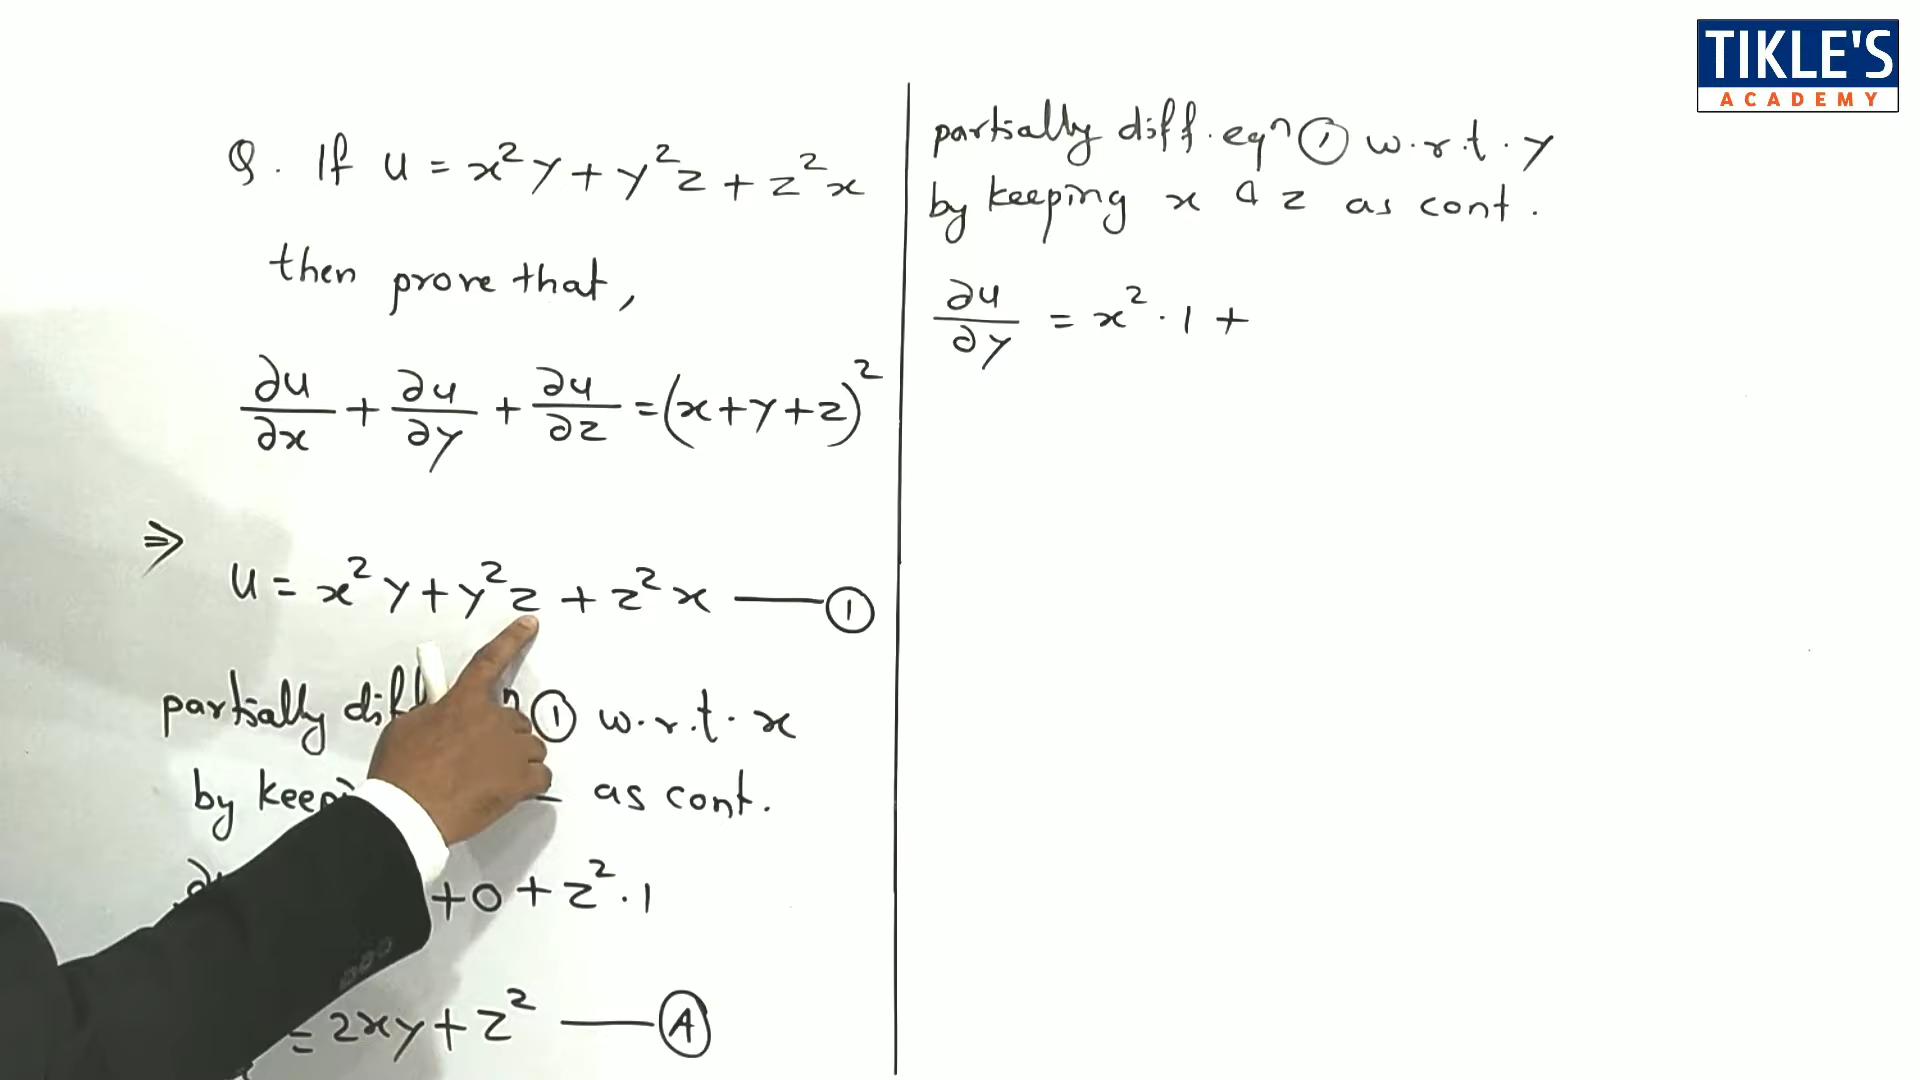 TIKLE'S
ACADEMY
Q. If u = x²y + y²z + z²x
then prove that,
∂u/∂x + ∂u/∂y + ∂u/∂z = (x+y+z)²
⇒
u = x²y + y²z + z²x —— ①
partially n ① w.r.t. x
by as cont.
+0 + z².1
= 2xy + z² —— Ⓐ
partially diff. eqⁿ ① w.r.t. y
by keeping x & z as cont.
∂u/∂y = x².1 +